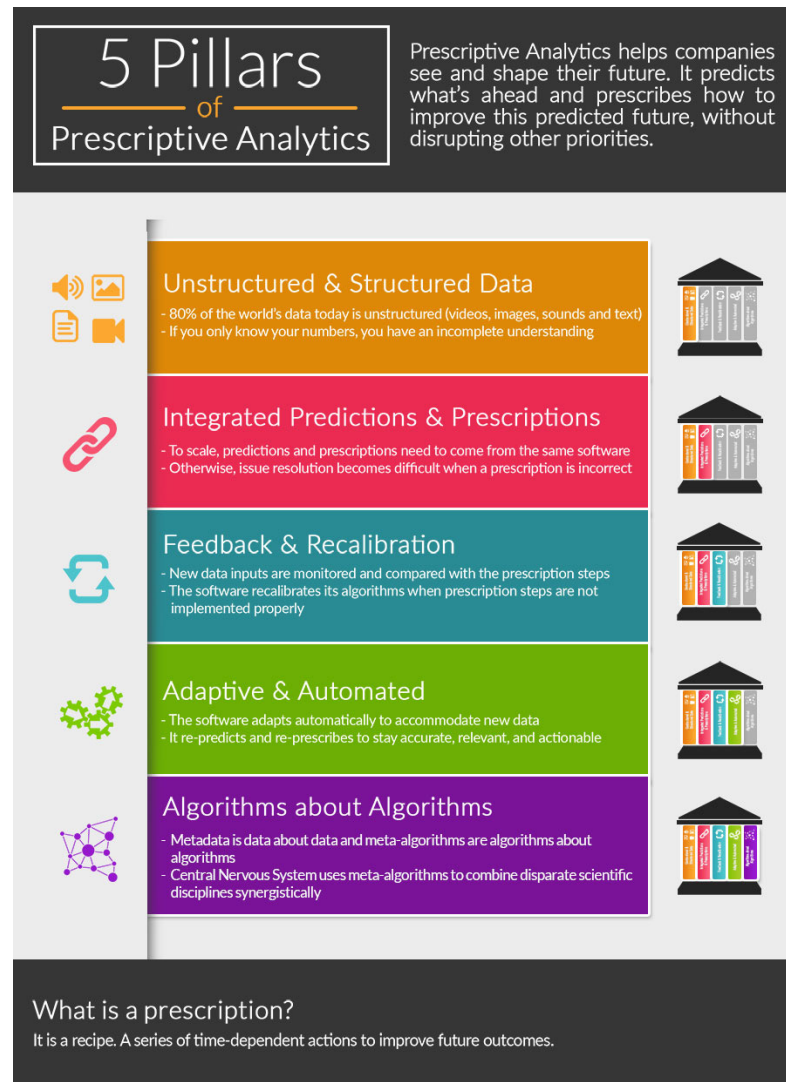 5 Pillars
of
Prescriptive Analytics
Prescriptive Analytics helps companies
see and shape their future. It predicts
what's ahead and prescribes how to
improve this predicted future, without
disrupting other priorities.
Unstructured & Structured Data
- 80% of the world's data today is unstructured (videos, images, sounds and text)
- If you only know your numbers, you have an incomplete understanding
Integrated Predictions & Prescriptions
- To scale, predictions and prescriptions need to come from the same software
- Otherwise, issue resolution becomes difficult when a prescription is incorrect
Feedback & Recalibration
- New data inputs are monitored and compared with the prescription steps
- The software recalibrates its algorithms when prescription steps are not
implemented properly
Adaptive & Automated
- The software adapts automatically to accommodate new data
- It re-predicts and re-prescribes to stay accurate, relevant, and actionable
Algorithms about Algorithms
- Metadata is data about data and meta-algorithms are algorithms about
algorithms
- Central Nervous System uses meta-algorithms to combine disparate scientific
disciplines synergistically
What is a prescription?
It is a recipe. A series of time-dependent actions to improve future outcomes.